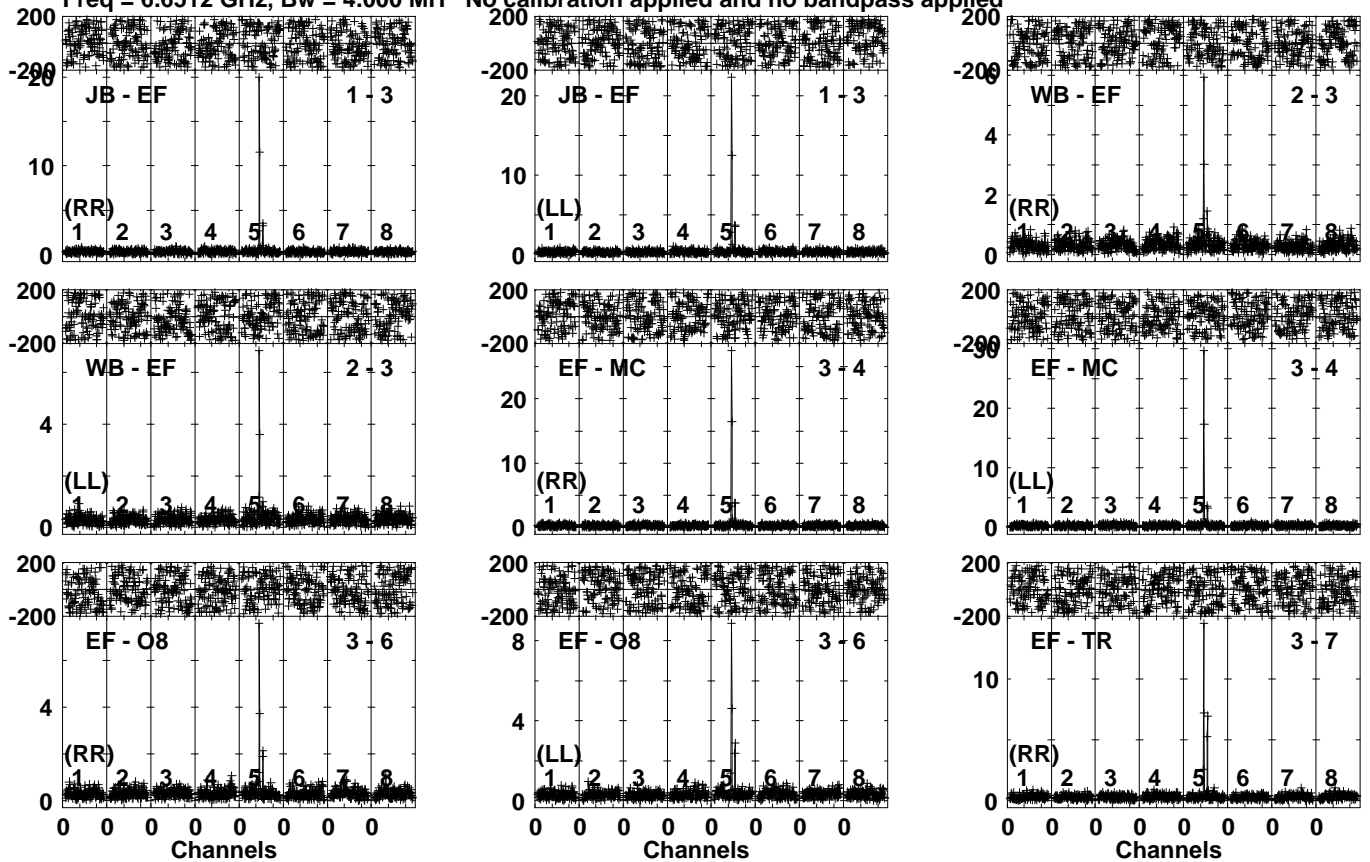 Freq = 6.6512 GHz, Bw = 4.000 MH No calibration applied and no bandpass applied
200 200 200
-200 -200 -200
20 JB - EF 1 - 3 20 JB - EF 1 - 3 6 WB - EF 2 - 3
10 10 4
2
(RR) (LL) (RR)
1 2 3 4 5 6 7 8 1 2 3 4 5 6 7 8 1 2 3 4 5 6 7 8
0 0 0
200 200 200
-200 -200 -200
WB - EF 2 - 3 EF - MC 3 - 4 30 EF - MC 3 - 4
4 20 20
10 10
(LL) (RR) (LL)
1 2 3 4 5 6 7 8 1 2 3 4 5 6 7 8 1 2 3 4 5 6 7 8
0 0 0
200 200 200
-200 -200 -200
EF - O8 3 - 6 8 EF - O8 3 - 6 EF - TR 3 - 7
4 4 10
(RR) (LL) (RR)
1 2 3 4 5 6 7 8 1 2 3 4 5 6 7 8 1 2 3 4 5 6 7 8
0 0 0
0 0 0 0 0 0 0 0 0 0 0 0 0 0 0 0 0 0 0 0 0 0 0 0
Channels Channels Channels